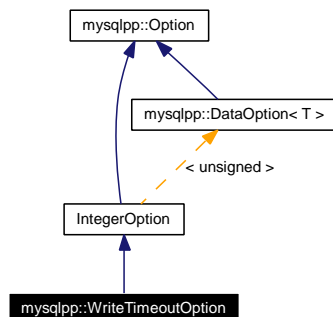 mysqlpp::Option
mysqlpp::DataOption< T >
< unsigned >
IntegerOption
mysqlpp::WriteTimeoutOption